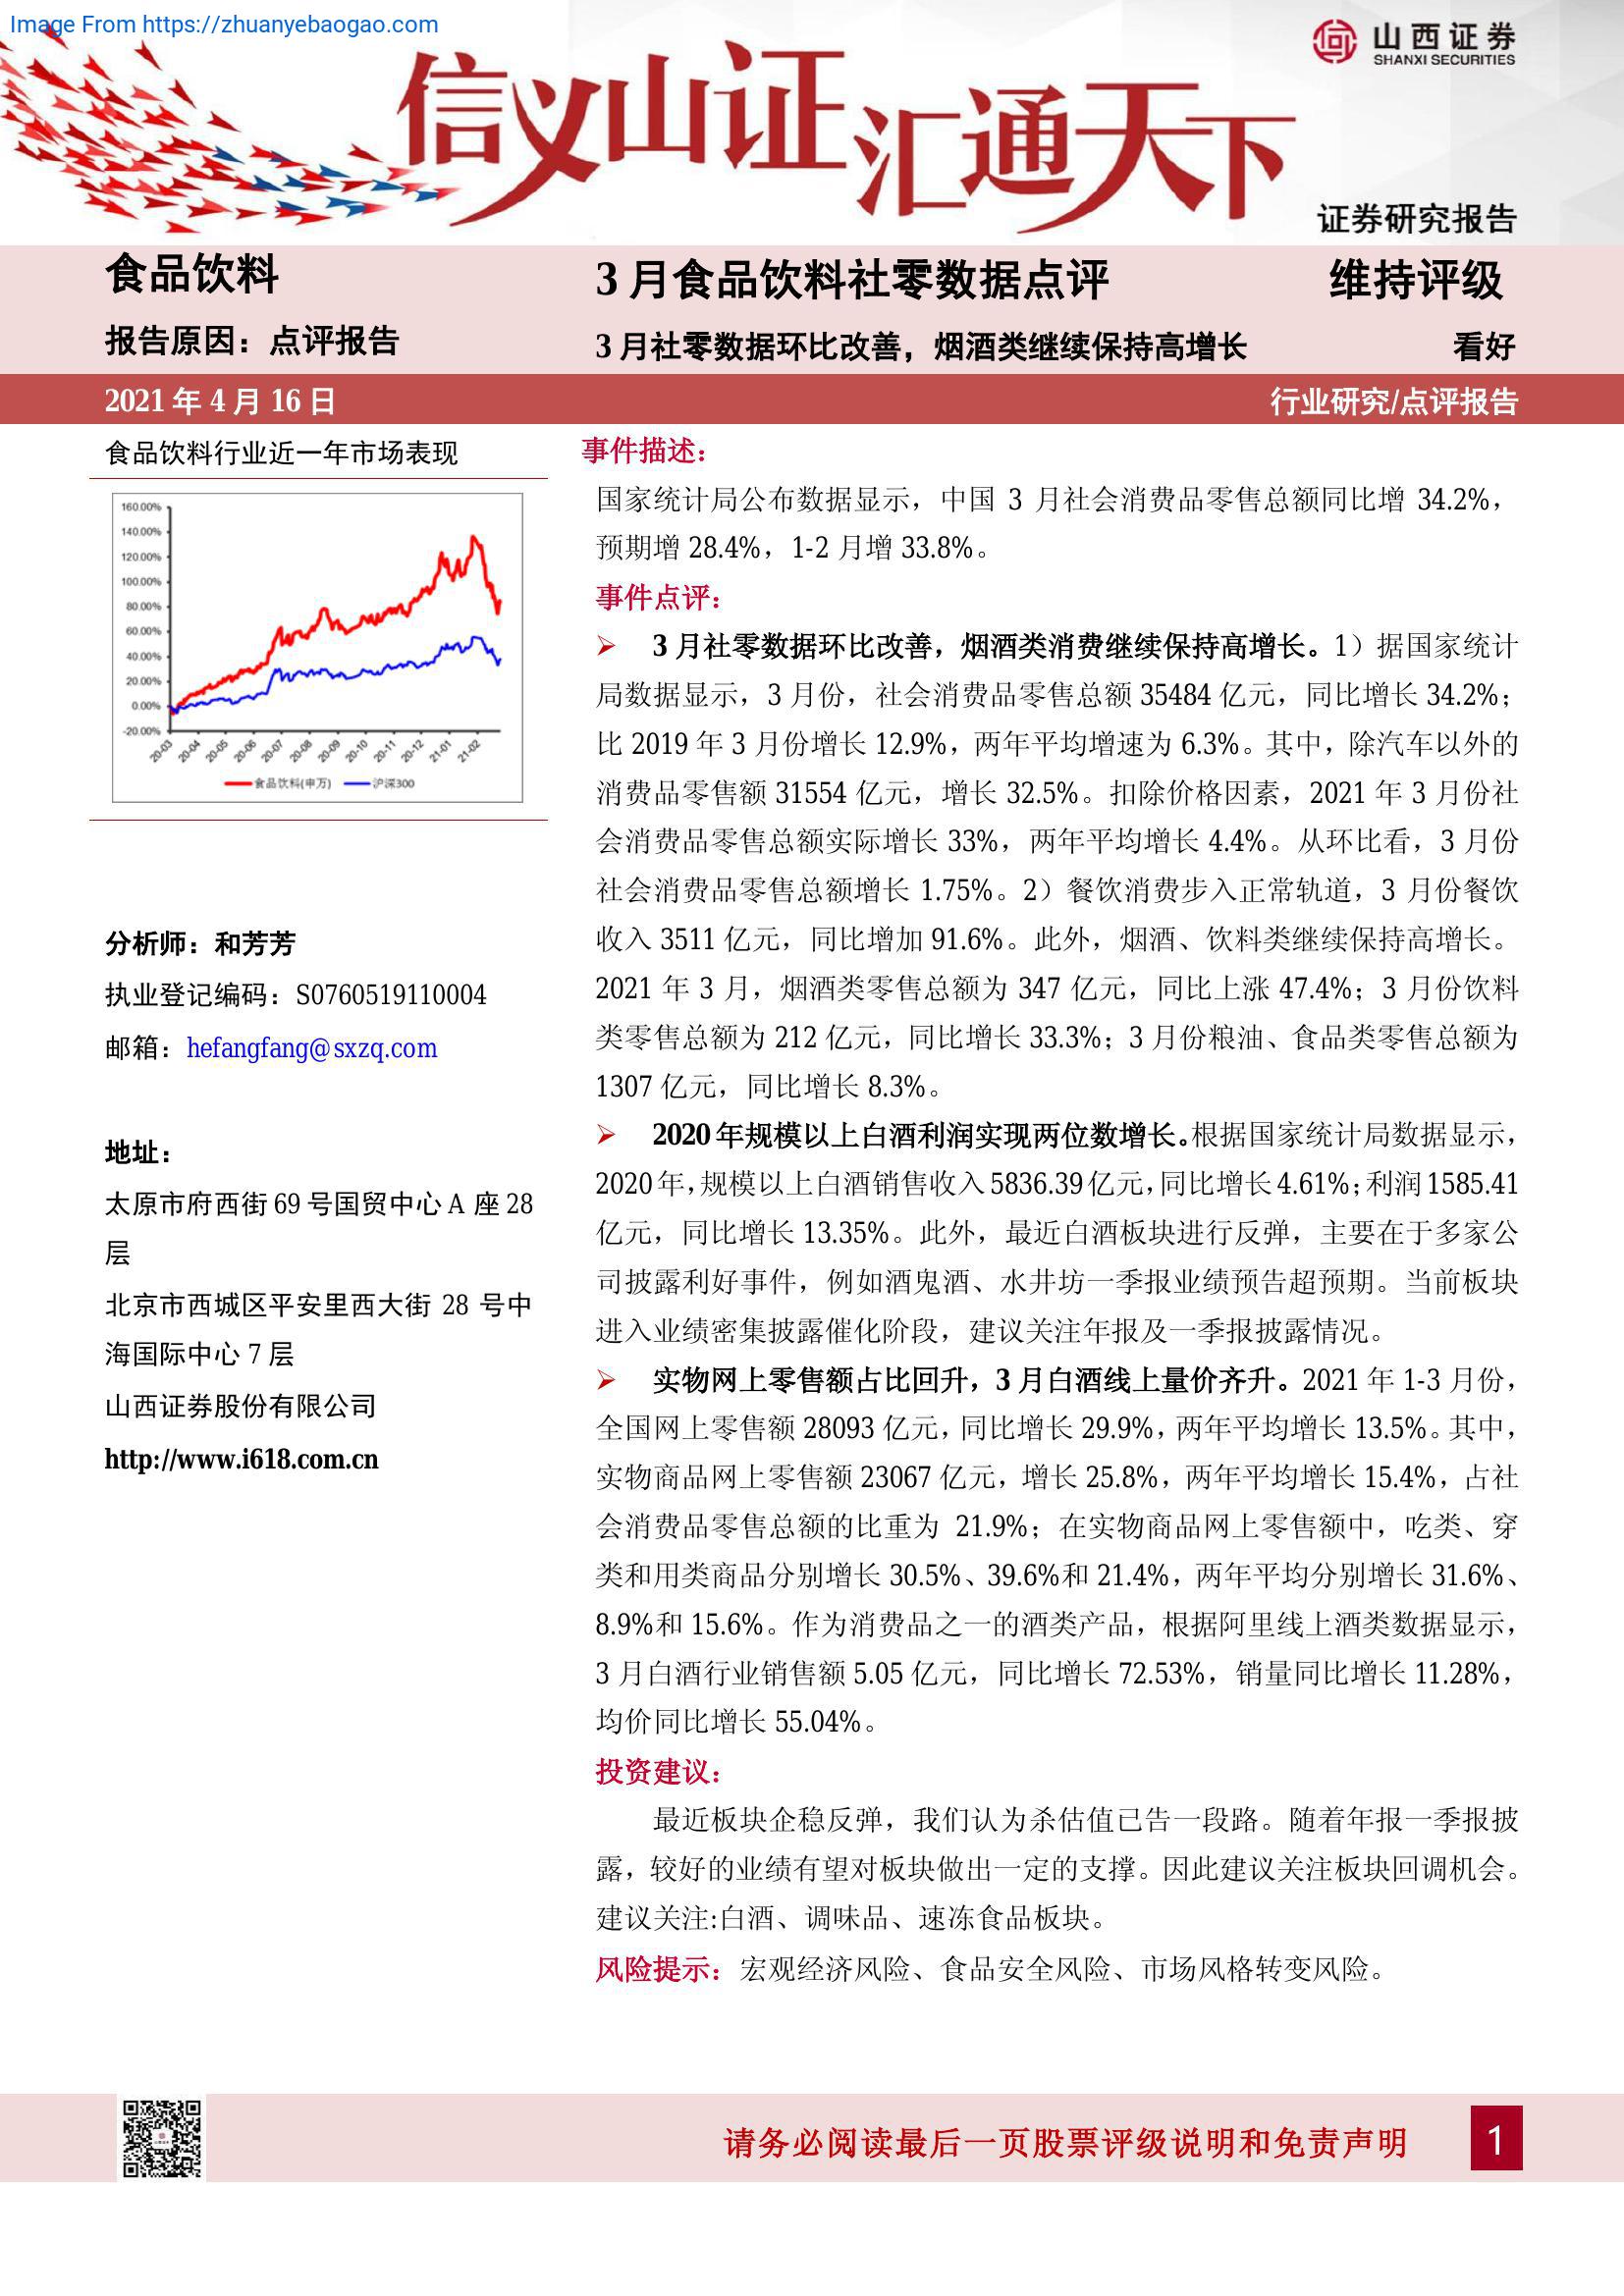 Image From https://zhuanyebaogao.com
山西证券
SHANXI SECURITIES
信义山证汇通天下
证券研究报告
食品饮料
报告原因：点评报告
3 月食品饮料社零数据点评
维持评级
3 月社零数据环比改善，烟酒类继续保持高增长
看好
2021 年 4 月 16 日
行业研究/点评报告
食品饮料行业近一年市场表现
160.00%
140.00%
120.00%
100.00%
80.00%
60.00%
40.00%
20.00%
0.00%
-20.00%
20-03 20-04 20-05 20-06 20-07 20-08 20-09 20-10 20-11 20-12 21-01 21-02
食品饮料(申万) 沪深300
分析师：和芳芳
执业登记编码：S0760519110004
邮箱：hefangfang@sxzq.com
地址：
太原市府西街 69 号国贸中心 A 座 28
层
北京市西城区平安里西大街 28 号中
海国际中心 7 层
山西证券股份有限公司
http://www.i618.com.cn
事件描述：
国家统计局公布数据显示，中国 3 月社会消费品零售总额同比增 34.2%，
预期增 28.4%，1-2 月增 33.8%。
事件点评：
➢ 3 月社零数据环比改善，烟酒类消费继续保持高增长。1）据国家统计
局数据显示，3 月份，社会消费品零售总额 35484 亿元，同比增长 34.2%；
比 2019 年 3 月份增长 12.9%，两年平均增速为 6.3%。其中，除汽车以外的
消费品零售额 31554 亿元，增长 32.5%。扣除价格因素，2021 年 3 月份社
会消费品零售总额实际增长 33%，两年平均增长 4.4%。从环比看，3 月份
社会消费品零售总额增长 1.75%。2）餐饮消费步入正常轨道，3 月份餐饮
收入 3511 亿元，同比增加 91.6%。此外，烟酒、饮料类继续保持高增长。
2021 年 3 月，烟酒类零售总额为 347 亿元，同比上涨 47.4%；3 月份饮料
类零售总额为 212 亿元，同比增长 33.3%；3 月份粮油、食品类零售总额为
1307 亿元，同比增长 8.3%。
➢ 2020 年规模以上白酒利润实现两位数增长。根据国家统计局数据显示，
2020 年，规模以上白酒销售收入 5836.39 亿元，同比增长 4.61%；利润 1585.41
亿元，同比增长 13.35%。此外，最近白酒板块进行反弹，主要在于多家公
司披露利好事件，例如酒鬼酒、水井坊一季报业绩预告超预期。当前板块
进入业绩密集披露催化阶段，建议关注年报及一季报披露情况。
➢ 实物网上零售额占比回升，3 月白酒线上量价齐升。2021 年 1-3 月份，
全国网上零售额 28093 亿元，同比增长 29.9%，两年平均增长 13.5%。其中，
实物商品网上零售额 23067 亿元，增长 25.8%，两年平均增长 15.4%，占社
会消费品零售总额的比重为 21.9%；在实物商品网上零售额中，吃类、穿
类和用类商品分别增长 30.5%、39.6%和 21.4%，两年平均分别增长 31.6%、
8.9%和 15.6%。作为消费品之一的酒类产品，根据阿里线上酒类数据显示，
3 月白酒行业销售额 5.05 亿元，同比增长 72.53%，销量同比增长 11.28%，
均价同比增长 55.04%。
投资建议：
最近板块企稳反弹，我们认为杀估值已告一段路。随着年报一季报披
露，较好的业绩有望对板块做出一定的支撑。因此建议关注板块回调机会。
建议关注:白酒、调味品、速冻食品板块。
风险提示：宏观经济风险、食品安全风险、市场风格转变风险。
请务必阅读最后一页股票评级说明和免责声明
1